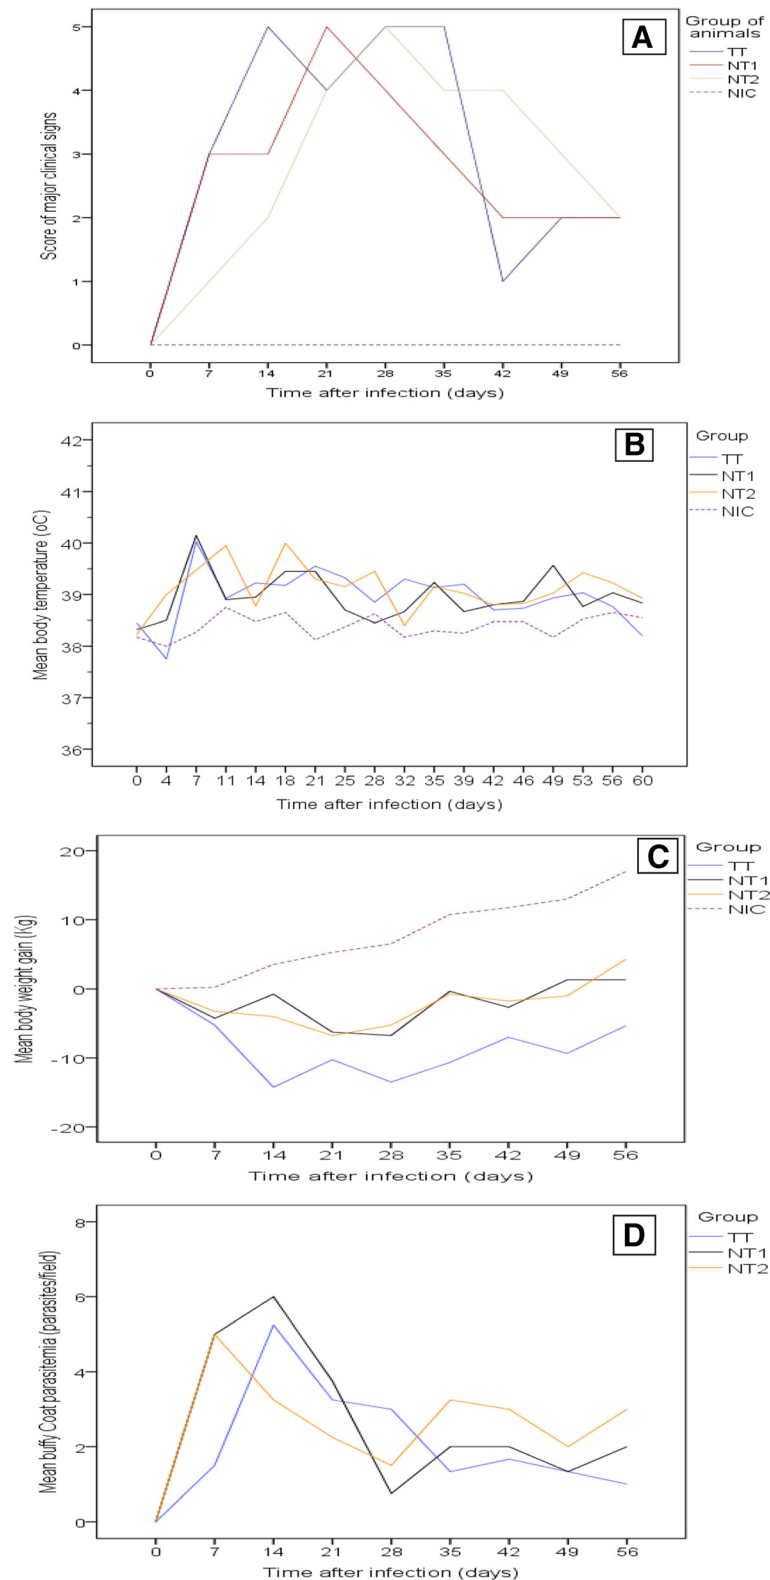 A
Group of
animals
TT
NT1
NT2
NIC
Score of major clinical signs
5
4
3
2
1
0
0 7 14 21 28 35 42 49 56
Time after infection (days)
B
Group
TT
NT1
NT2
NIC
Mean body temperature (oC)
42
41
40
39
38
37
36
0 4 7 11 14 18 21 25 28 32 35 39 42 46 49 53 56 60
Time after infection (days)
C
Group
TT
NT1
NT2
NIC
Mean body weight gain (Kg)
20
10
0
-10
-20
0 7 14 21 28 35 42 49 56
Time after infection (days)
D
Group
TT
NT1
NT2
Mean buffy Coat parasitemia (parasites/field)
8
6
4
2
0
0 7 14 21 28 35 42 49 56
Time after infection (days)